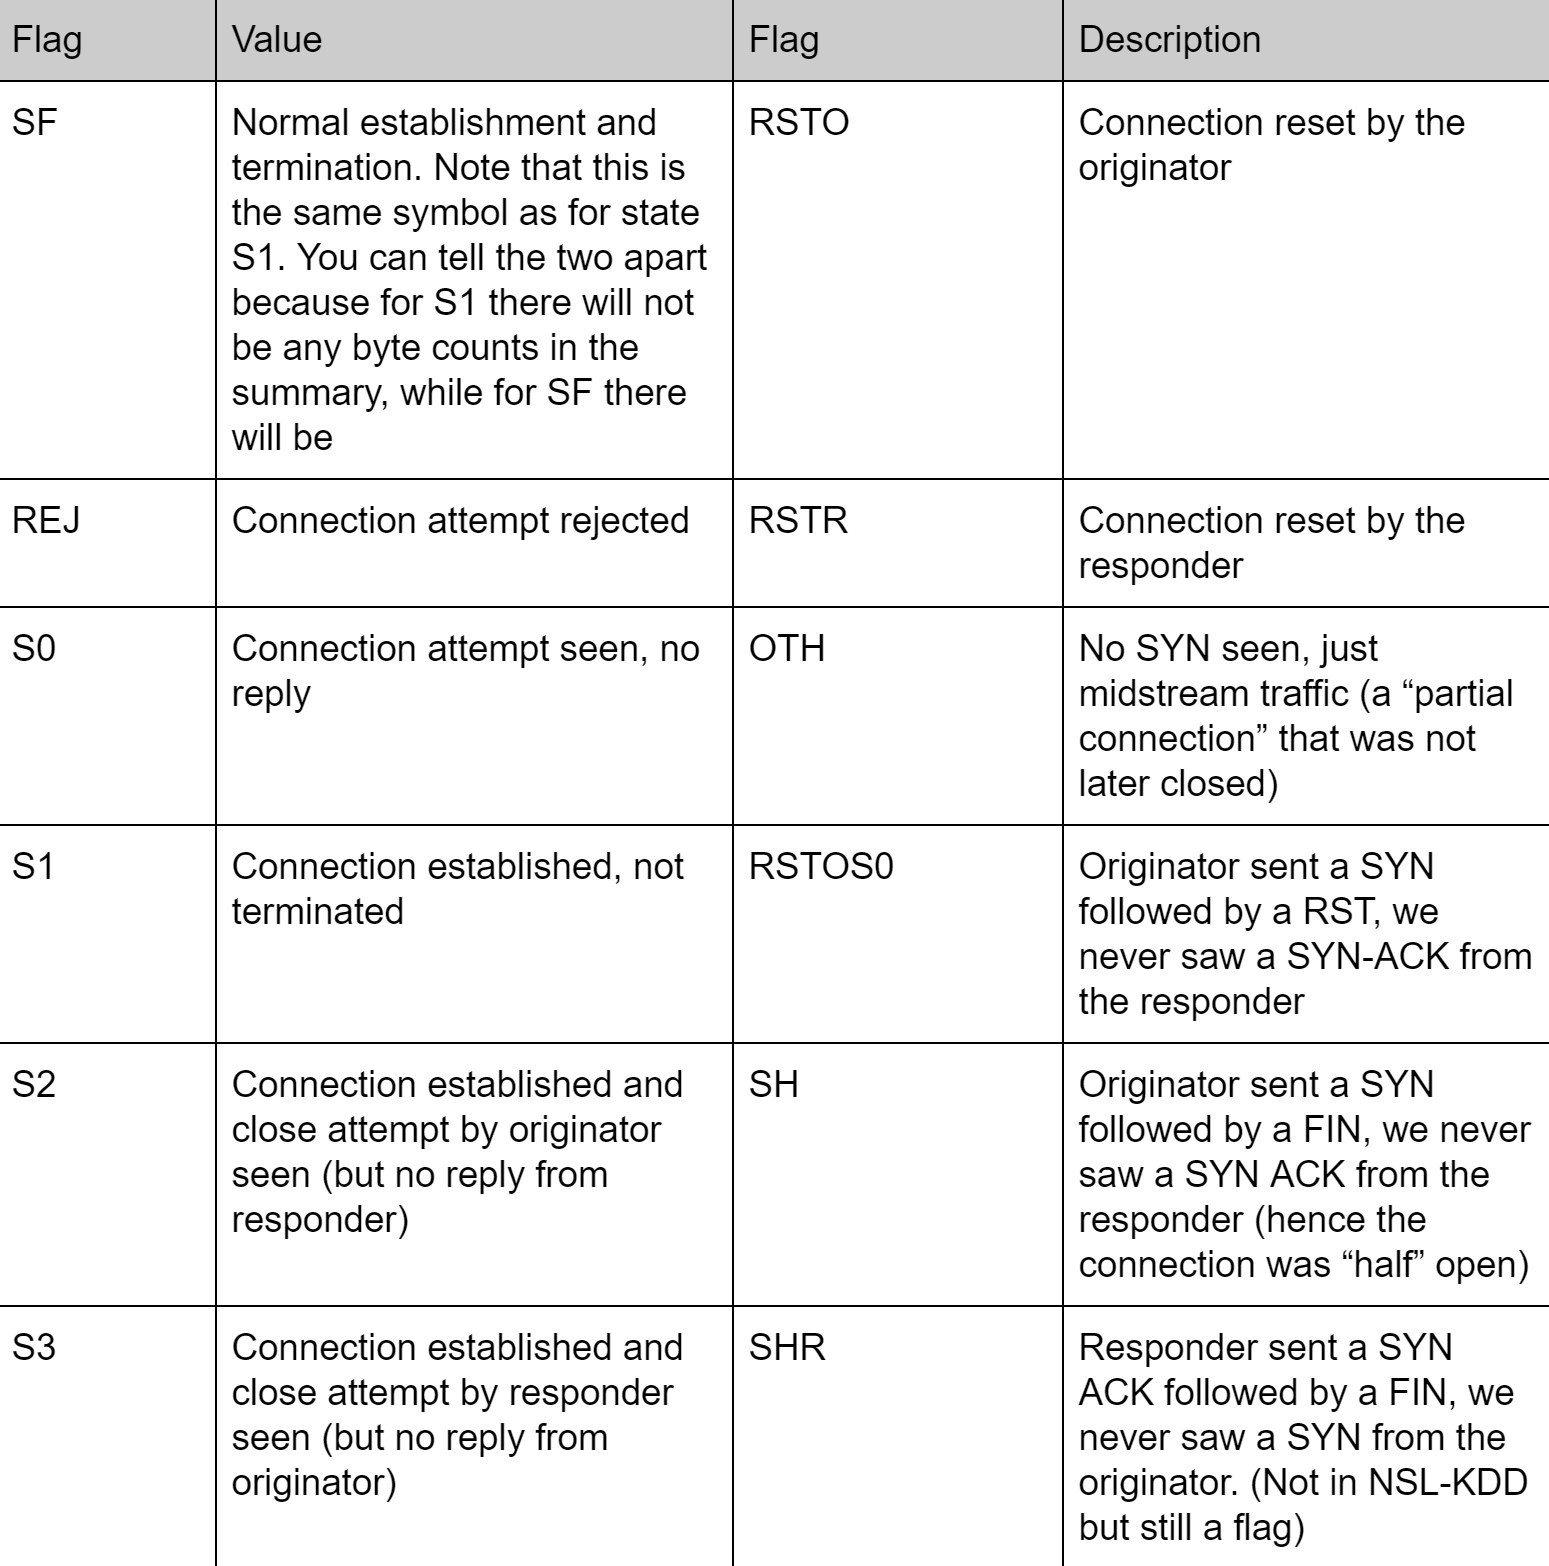 Flag
Value
Flag
Description
SF
Normal establishment and
termination. Note that this is
the same symbol as for state
S1. You can tell the two apart
because for S1 there will not
be any byte counts in the
summary, while for SF there
will be
RSTO
Connection reset by the
originator
REJ
Connection attempt rejected
RSTR
Connection reset by the
responder
S0
Connection attempt seen, no
reply
OTH
No SYN seen, just
midstream traffic (a “partial
connection” that was not
later closed)
S1
Connection established, not
terminated
RSTOS0
Originator sent a SYN
followed by a RST, we
never saw a SYN-ACK from
the responder
S2
Connection established and
close attempt by originator
seen (but no reply from
responder)
SH
Originator sent a SYN
followed by a FIN, we never
saw a SYN ACK from the
responder (hence the
connection was “half” open)
S3
Connection established and
close attempt by responder
seen (but no reply from
originator)
SHR
Responder sent a SYN
ACK followed by a FIN, we
never saw a SYN from the
originator. (Not in NSL-KDD
but still a flag)